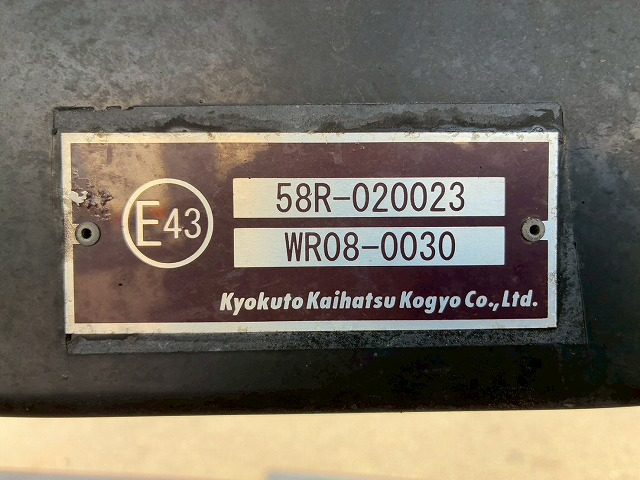 E43
58R-020023
WR08-0030
Kyokuto Kaihatsu Kogyo Co., Ltd.